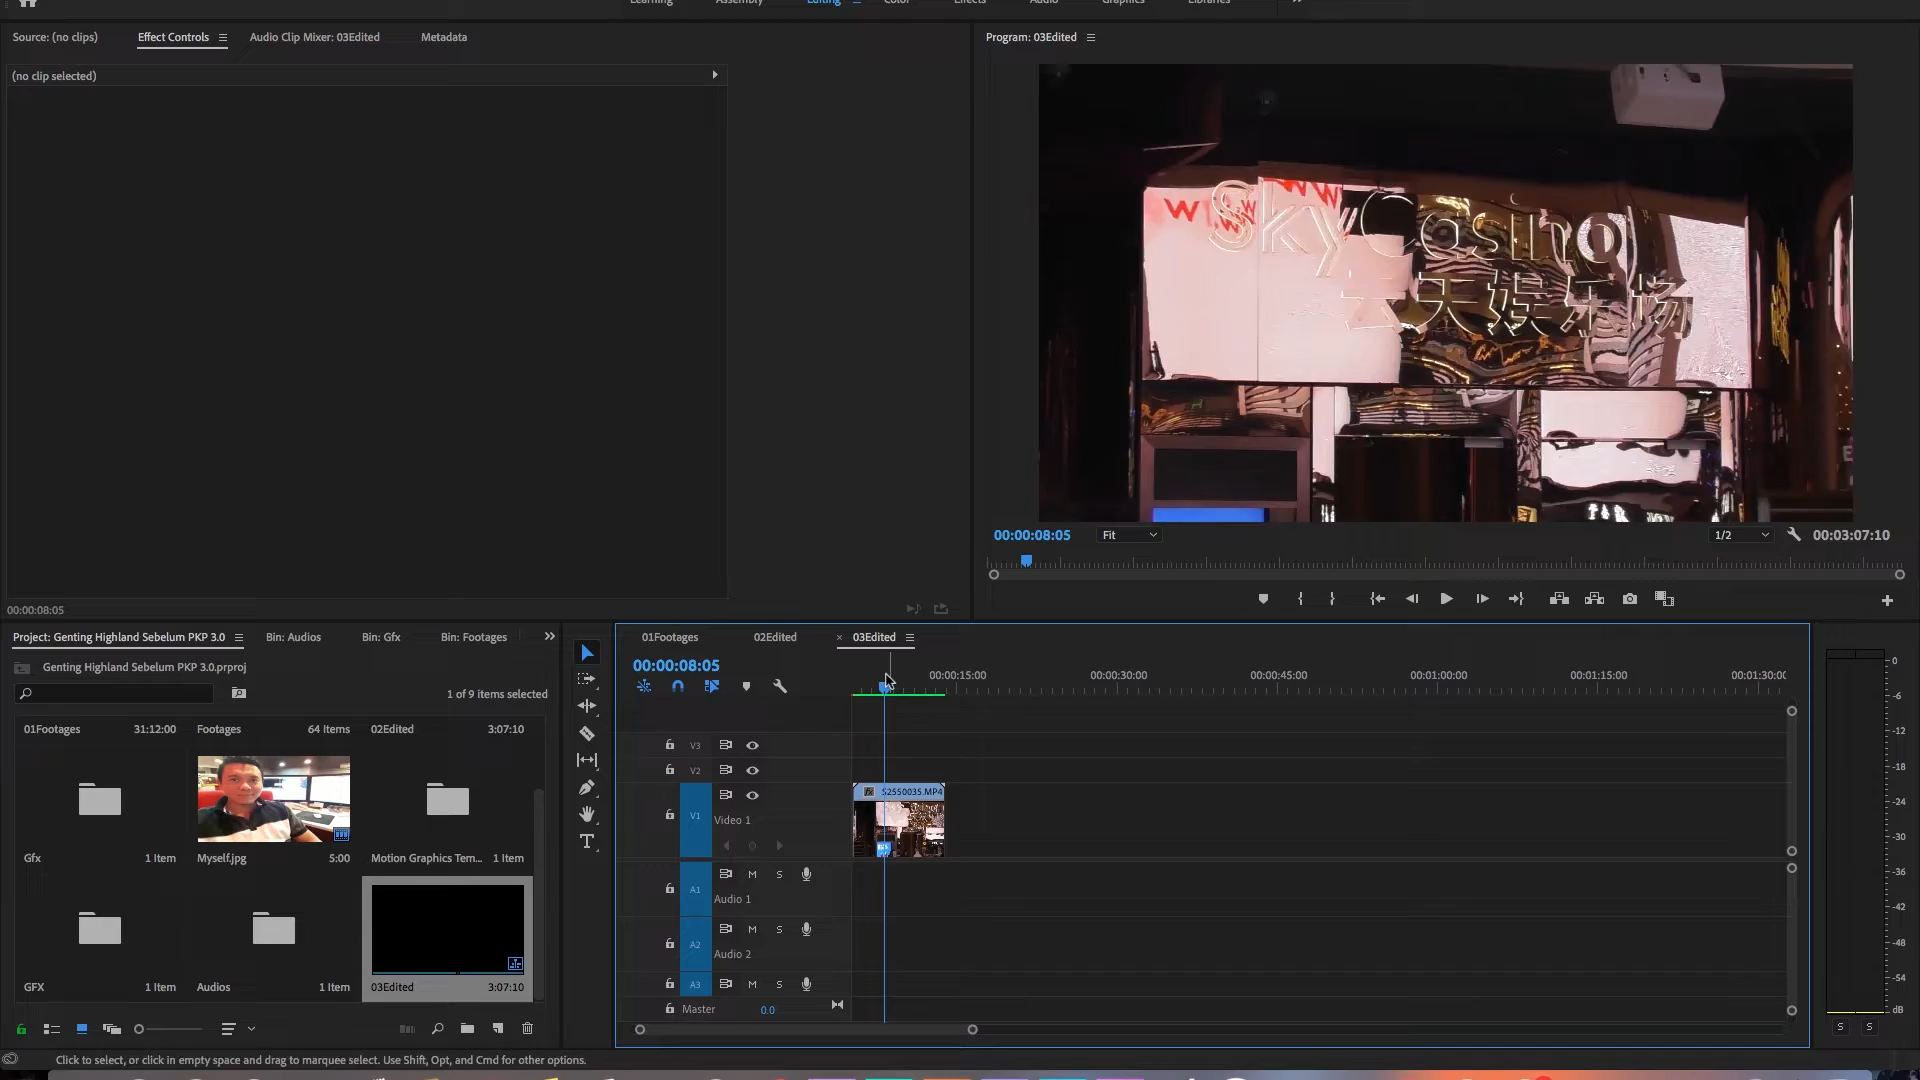 Learning Assembly Editing Color Effects Audio Graphics Libraries
Source: (no clips) Effect Controls Audio Clip Mixer: 03Edited Metadata
(no clip selected)
00:00:08:05
Program: 03Edited
SkyCasino
云天娱乐场
00:00:08:05 Fit 1/2 00:03:07:10
Project: Genting Highland Sebelum PKP 3.0 Bin: Audios Bin: Gfx Bin: Footages
Genting Highland Sebelum PKP 3.0.prproj
1 of 9 items selected
01Footages 31:12:00 Footages 64 Items 02Edited 3:07:10
Gfx 1 Item Myself.jpg 5:00 Motion Graphics Tem... 1 Item
GFX 1 Item Audios 1 Item 03Edited 3:07:10
01Footages 02Edited × 03Edited
00:00:08:05
00:00:15:00 00:00:30:00 00:00:45:00 00:01:00:00 00:01:15:00 00:01:30:00
V3
V2
V1 Video 1
S2550035.MP4
A1 M S
Audio 1
A2 M S
Audio 2
A3 M S
Master 0.0
0
-6
-12
-18
-24
-30
-36
-42
-48
-54
dB
S S
Click to select, or click in empty space and drag to marquee select. Use Shift, Opt, and Cmd for other options.